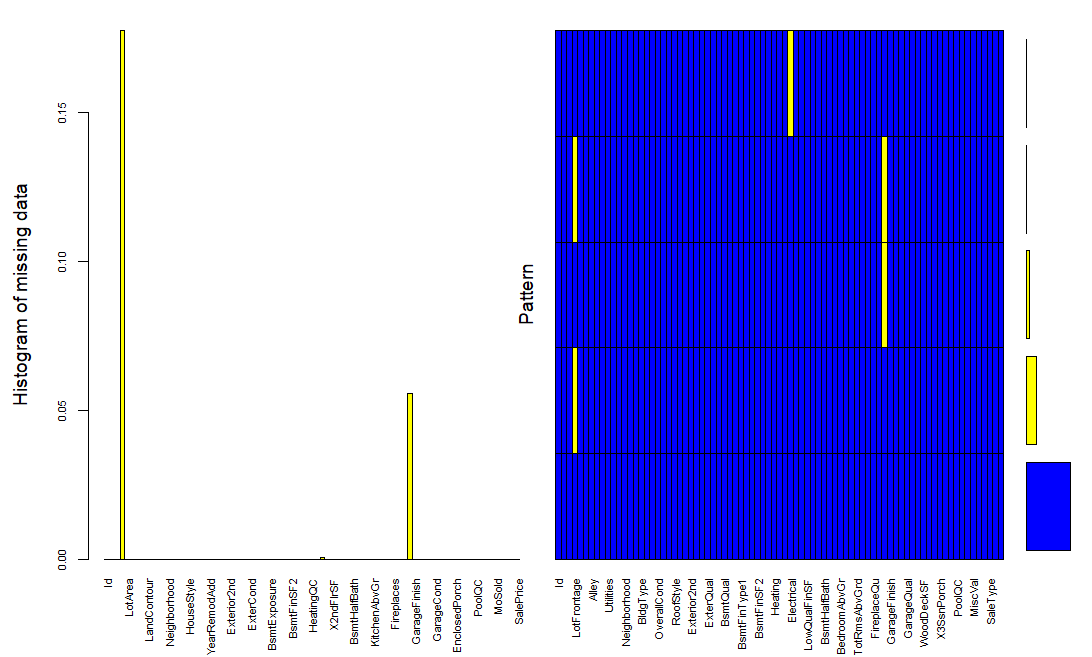 Histogram of missing data
0.15
0.10
0.05
0.00
Id
LotArea
LandContour
Neighborhood
HouseStyle
YearRemodAdd
Exterior2nd
ExterCond
BsmtExposure
BsmtFinSF2
HeatingQC
X2ndFlrSF
BsmtHalfBath
KitchenAbvGr
Fireplaces
GarageFinish
GarageCond
EnclosedPorch
PoolQC
MoSold
SalePrice
Pattern
Id
LotFrontage
Alley
Utilities
Neighborhood
BldgType
OverallCond
RoofStyle
Exterior2nd
ExterQual
BsmtQual
BsmtFinType1
BsmtFinSF2
Heating
Electrical
LowQualFinSF
BsmtHalfBath
BedroomAbvGr
TotRmsAbvGrd
FireplaceQu
GarageFinish
GarageQual
WoodDeckSF
X3SsnPorch
PoolQC
MiscVal
SaleType